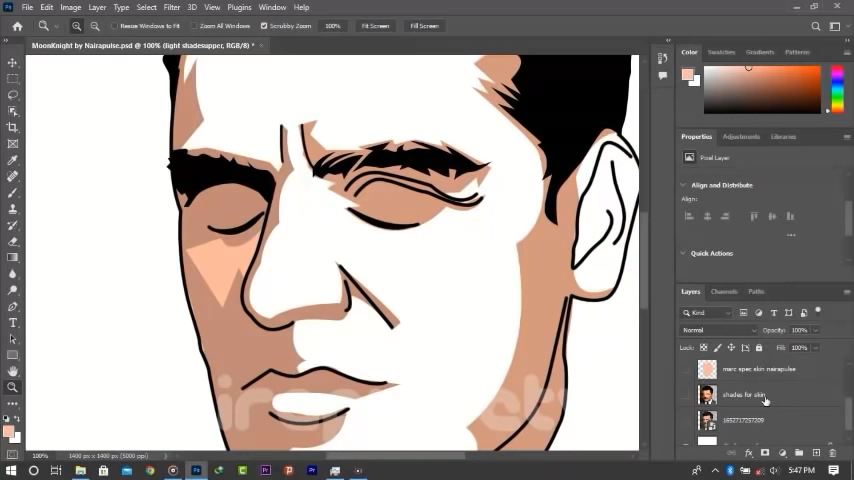 File Edit Image Layer Type Select Filter 3D View Plugins Window Help
Resize Windows to Fit Zoom All Windows Scrubby Zoom 100% Fit Screen Fill Screen
MoonKnight by Nairapulse.psd @ 100% (light shadesupper, RGB/8) *
Color Swatches Gradients Patterns
Properties Adjustments Libraries
Pixel Layer
Align and Distribute
Align:
Quick Actions
Layers Channels Paths
Kind
Normal Opacity: 100%
Lock: Fill: 100%
marc spec skin nairapulse
shades for skin
1652717257209
100% 1400 px x 1400 px (300 ppi)
5:47 PM